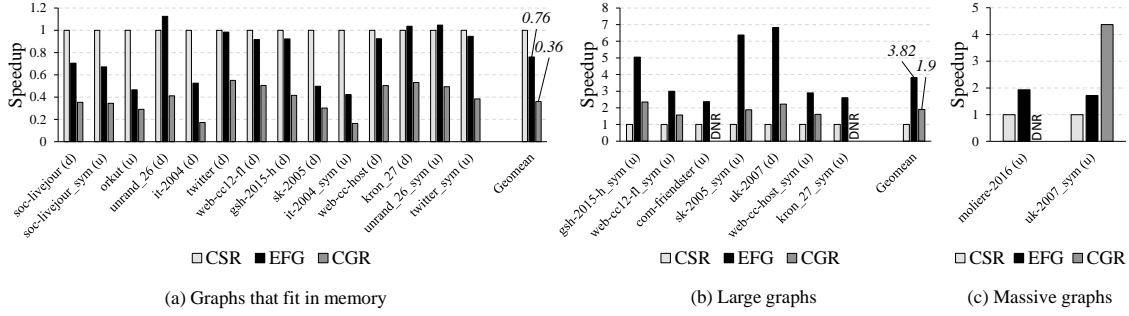 Speedup
1.2
1
0.8
0.6
0.4
0.2
0
0.76
0.36
soc-livejour (d)
soc-livejour_sym (u)
orkut (u)
unrand_26 (d)
it-2004 (d)
twitter (d)
web-cc12-fl (d)
gsh-2015-h (d)
sk-2005 (d)
it-2004_sym (u)
web-cc-host (d)
kron_27 (d)
unrand_26_sym (u)
twitter_sym (u)
Geomean
CSR EFG CGR
(a) Graphs that fit in memory
Speedup
8
7
6
5
4
3
2
1
0
DNR
DNR
3.82
1.9
gsh-2015-h_sym (u)
web-cc12-fl_sym (u)
com-friendster (u)
sk-2005_sym (u)
uk-2007 (d)
web-cc-host_sym (u)
kron_27_sym (u)
Geomean
CSR EFG CGR
(b) Large graphs
Speedup
5
4
3
2
1
0
DNR
moliere-2016 (u)
uk-2007_sym (u)
CSR EFG CGR
(c) Massive graphs